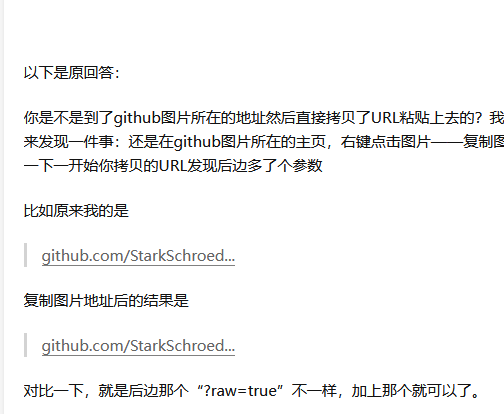 以下是原回答：
你是不是到了github图片所在的地址然后直接拷贝了URL粘贴上去的？我
来发现一件事：还是在github图片所在的主页，右键点击图片——复制图
一下一开始你拷贝的URL发现后边多了个参数
比如原来我的是
github.com/StarkSchroed...
复制图片地址后的结果是
github.com/StarkSchroed...
对比一下，就是后边那个“?raw=true”不一样，加上那个就可以了。